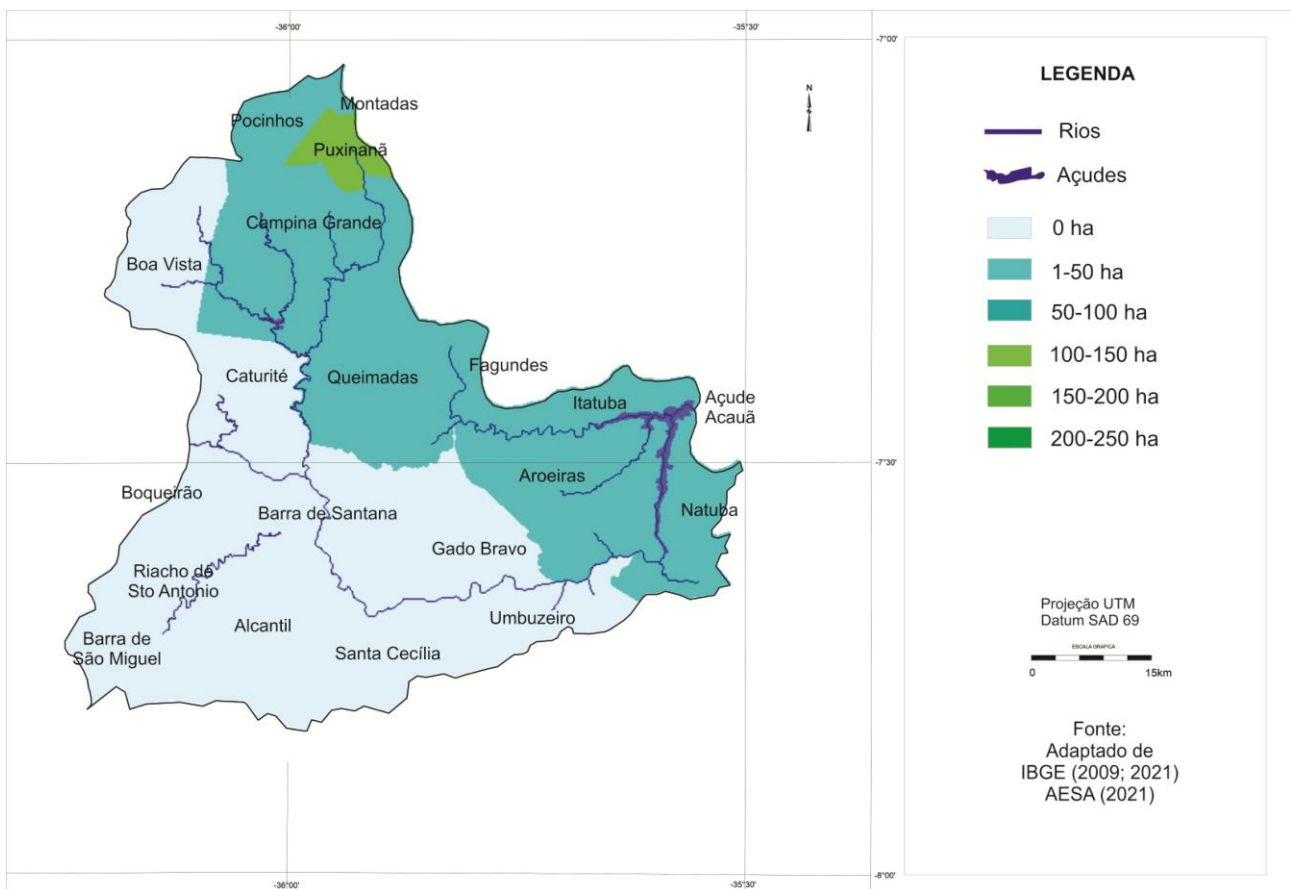 -36°00'
-35°30'
-7°00'
Montadas
Pocinhos
Puxinanã
Campina Grande
Boa Vista
Fagundes
Caturité
Queimadas
Itatuba
Açude
Acauã
-7°30'
Aroeiras
Boqueirão
Barra de Santana
Natuba
Gado Bravo
Riacho de
Sto Antonio
Umbuzeiro
Alcantil
Barra de
São Miguel
Santa Cecília
-8°00'
-36°00'
-35°30'
N
LEGENDA
Rios
Açudes
0 ha
1-50 ha
50-100 ha
100-150 ha
150-200 ha
200-250 ha
Projeção UTM
Datum SAD 69
ESCALA GRAFICA
0 15km
Fonte:
Adaptado de
IBGE (2009; 2021)
AESA (2021)